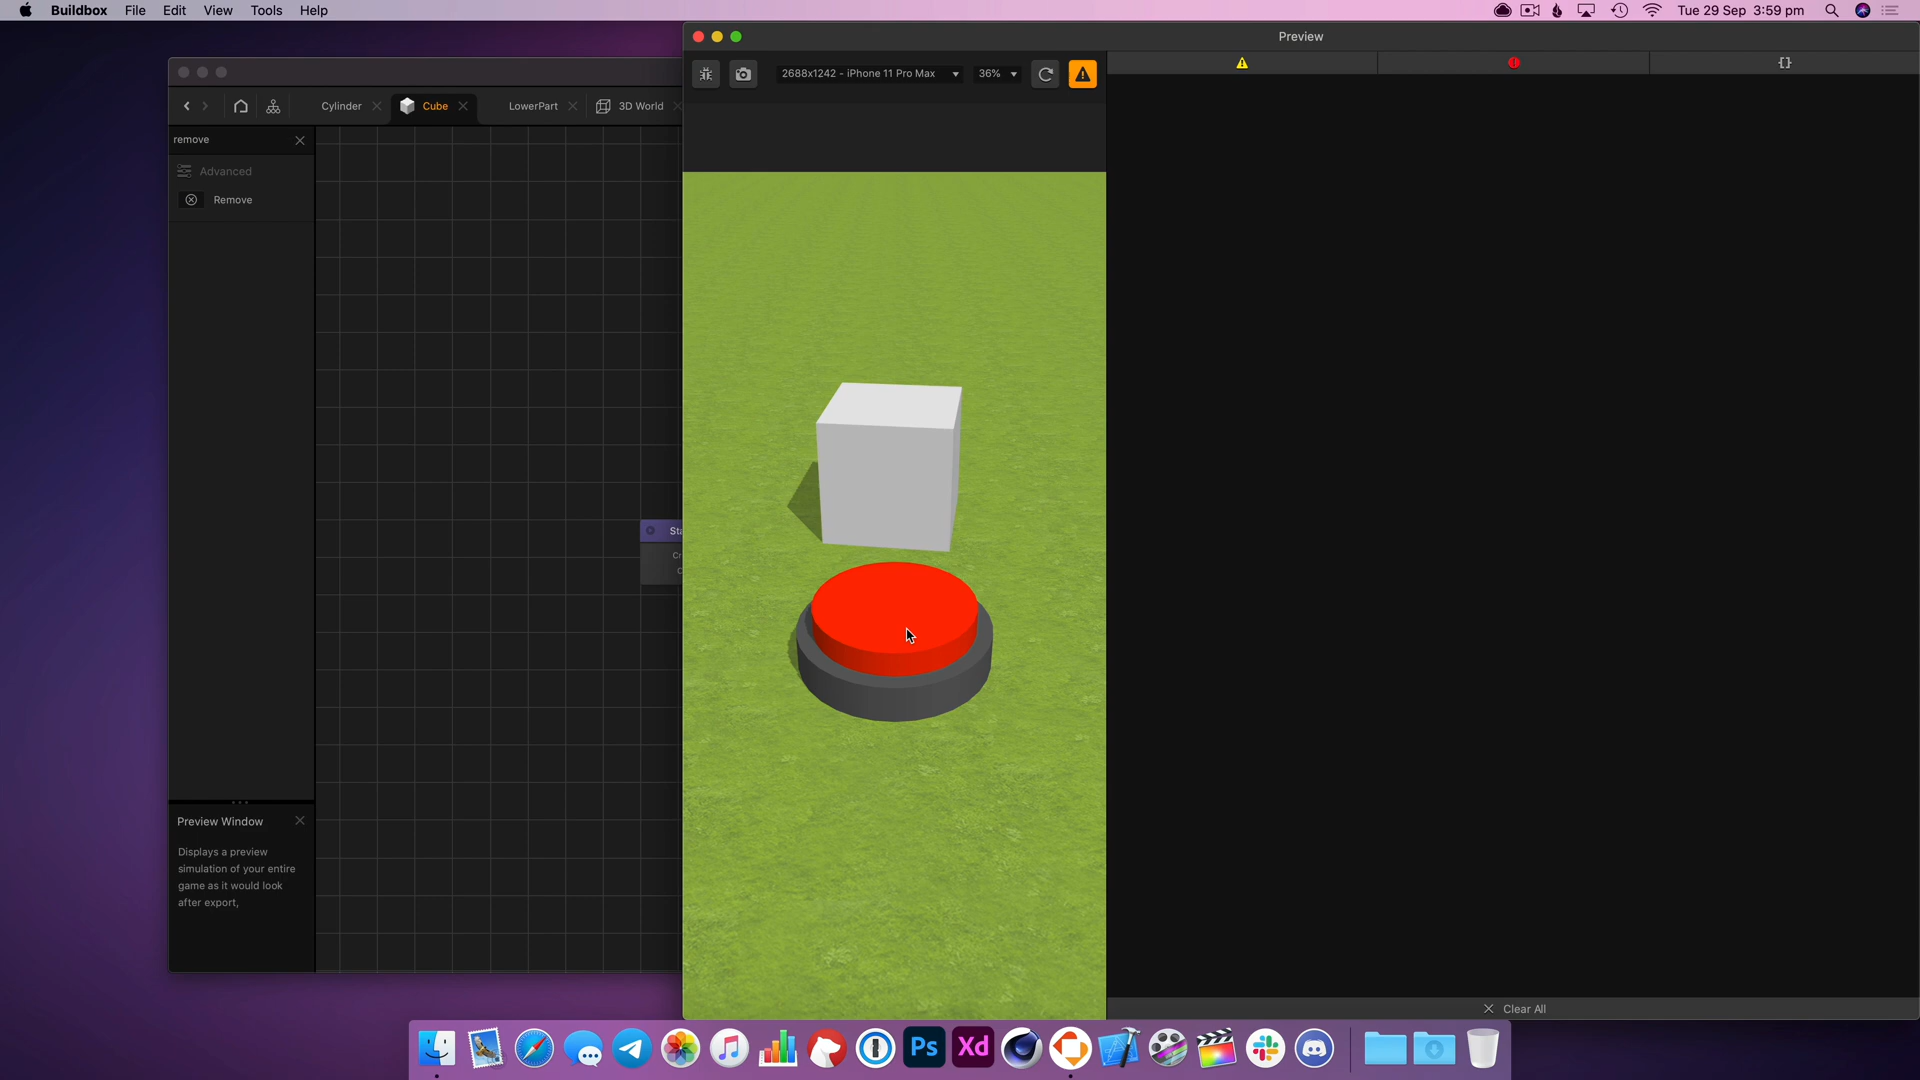 Buildbox File Edit View Tools Help
Tue 29 Sep 3:59 pm
Preview
2688x1242 - iPhone 11 Pro Max
36%
Cylinder
Cube
LowerPart
3D World
remove
Advanced
Remove
Preview Window
Displays a preview
simulation of your entire
game as it would look
after export,
Clear All
Ps
Xd